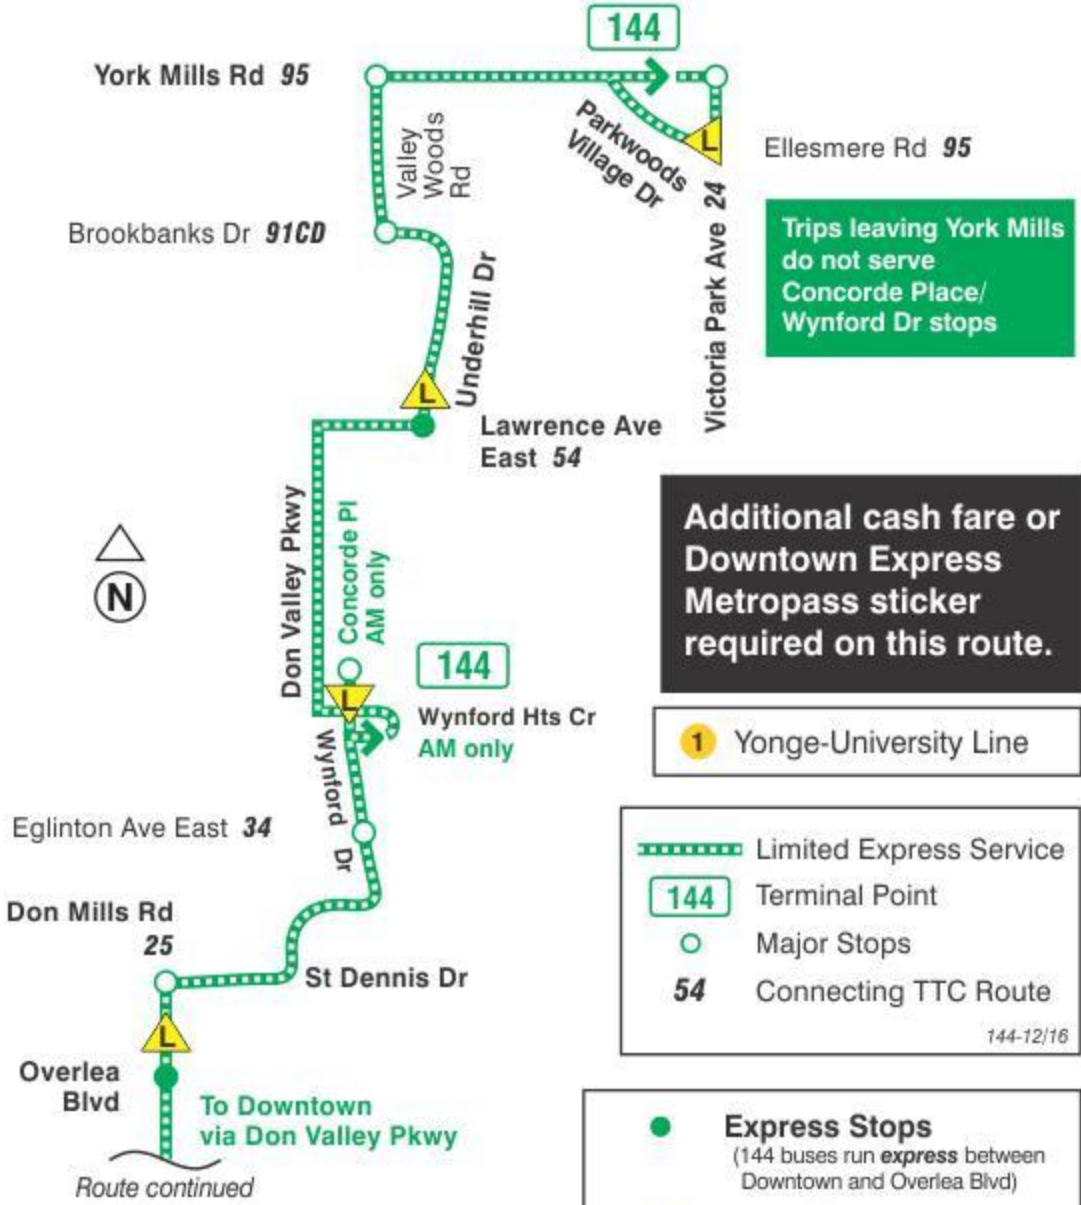 144
York Mills Rd 95
Parkwoods
Village Dr
L
Ellesmere Rd 95
Valley
Woods
Rd
Victoria Park Ave 24
Brookbanks Dr 91CD
Trips leaving York Mills
do not serve
Concorde Place/
Wynford Dr stops
Underhill Dr
L
Lawrence Ave
East 54
Additional cash fare or
Downtown Express
Metropass sticker
required on this route.
Don Valley Pkwy
Concorde Pl
AM only
N
144
L
Wynford Hts Cr
AM only
1 Yonge-University Line
Wynford Dr
Eglinton Ave East 34
Limited Express Service
144 Terminal Point
Major Stops
54 Connecting TTC Route
144-12/16
Don Mills Rd
25
St Dennis Dr
L
Overlea
Blvd
To Downtown
via Don Valley Pkwy
Route continued
Express Stops
(144 buses run express between
Downtown and Overlea Blvd)